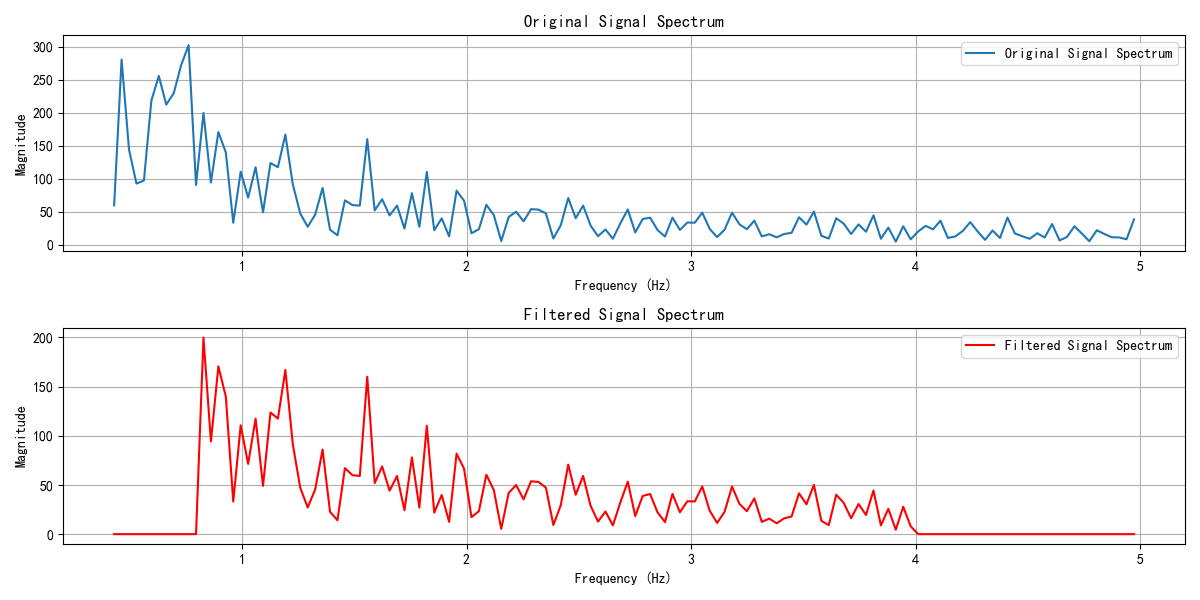 Original Signal Spectrum
Original Signal Spectrum
300
250
200
150
100
50
0
Magnitude
1 2 3 4 5
Frequency (Hz)
Filtered Signal Spectrum
Filtered Signal Spectrum
200
150
100
50
0
Magnitude
1 2 3 4 5
Frequency (Hz)